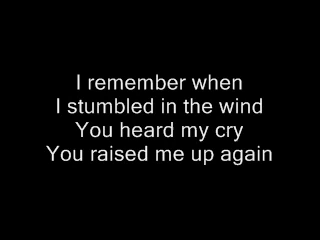 I remember when
I stumbled in the wind
You heard my cry
You raised me up again